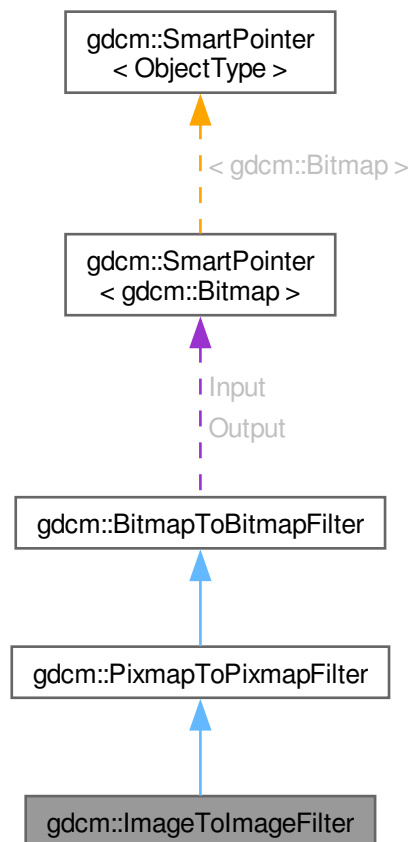 gdcm::SmartPointer
< ObjectType >
< gdcm::Bitmap >
gdcm::SmartPointer
< gdcm::Bitmap >
Input
Output
gdcm::BitmapToBitmapFilter
gdcm::PixmapToPixmapFilter
gdcm::ImageToImageFilter